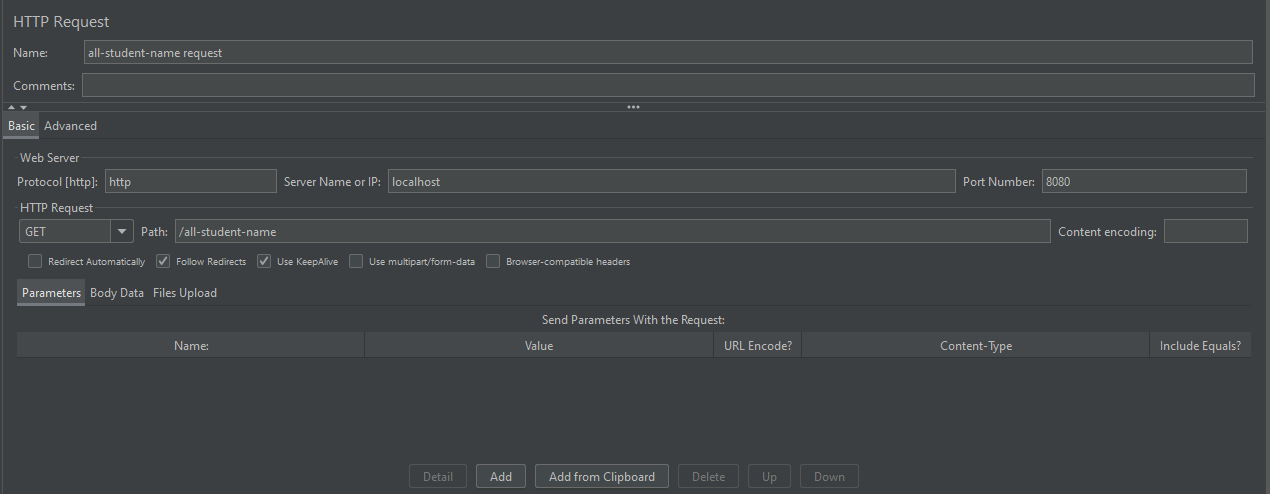 HTTP Request
Name: all-student-name request
Comments:
Basic Advanced
Web Server
Protocol [http]: http Server Name or IP: localhost Port Number: 8080
HTTP Request
GET Path: /all-student-name Content encoding:
Redirect Automatically Follow Redirects Use KeepAlive Use multipart/form-data Browser-compatible headers
Parameters Body Data Files Upload
Send Parameters With the Request:
Name: Value URL Encode? Content-Type Include Equals?
Detail Add Add from Clipboard Delete Up Down